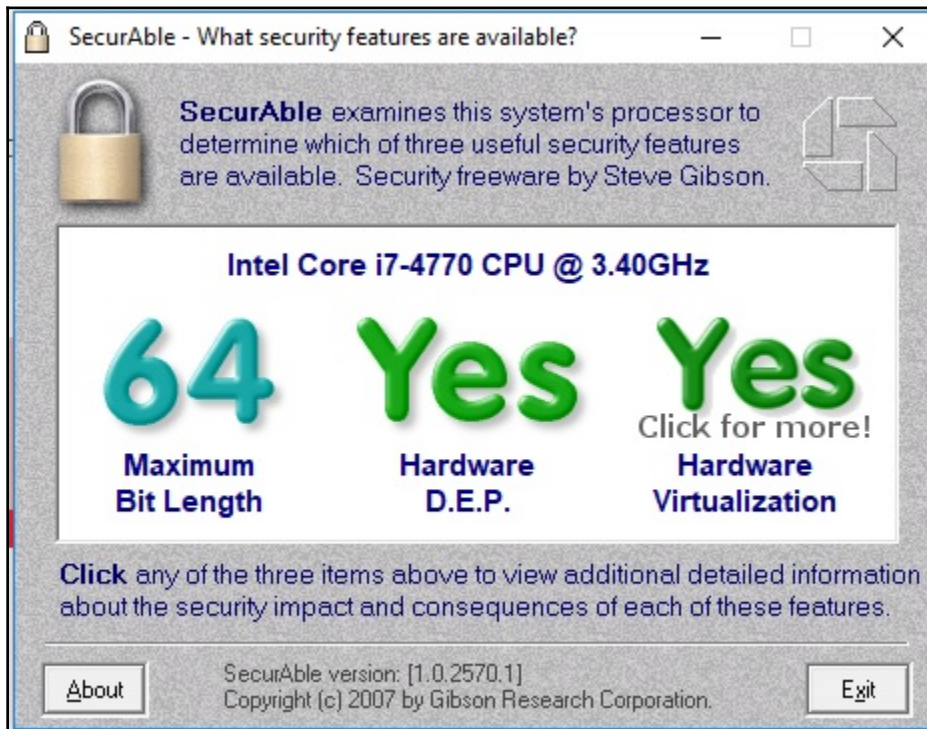 SecurAble - What security features are available?
SecurAble examines this system's processor to
determine which of three useful security features
are available. Security freeware by Steve Gibson.
Intel Core i7-4770 CPU @ 3.40GHz
64 Yes Yes
Click for more!
Maximum Hardware Hardware
Bit Length D.E.P. Virtualization
Click any of the three items above to view additional detailed information
about the security impact and consequences of each of these features.
About
SecurAble version: [1.0.2570.1]
Copyright (c) 2007 by Gibson Research Corporation.
Exit